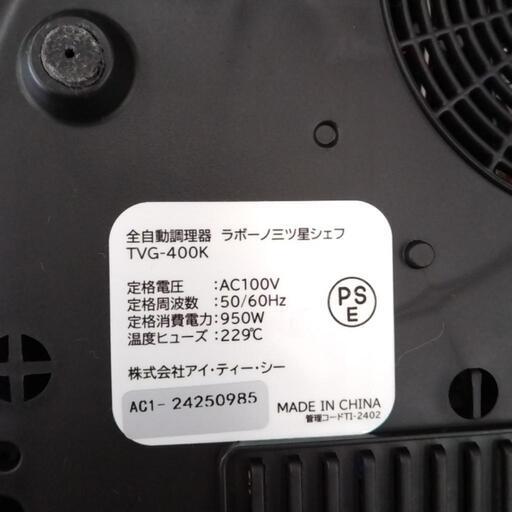 全自動調理器 ラボーノ三ツ星シェフ
TVG-400K
定格電圧 :AC100V
定格周波数 :50/60Hz
定格消費電力:950W
温度ヒューズ :229℃
PS
E
株式会社アイ・ティー・シー
AC1- 24250985
MADE IN CHINA
管理コードTI-2402